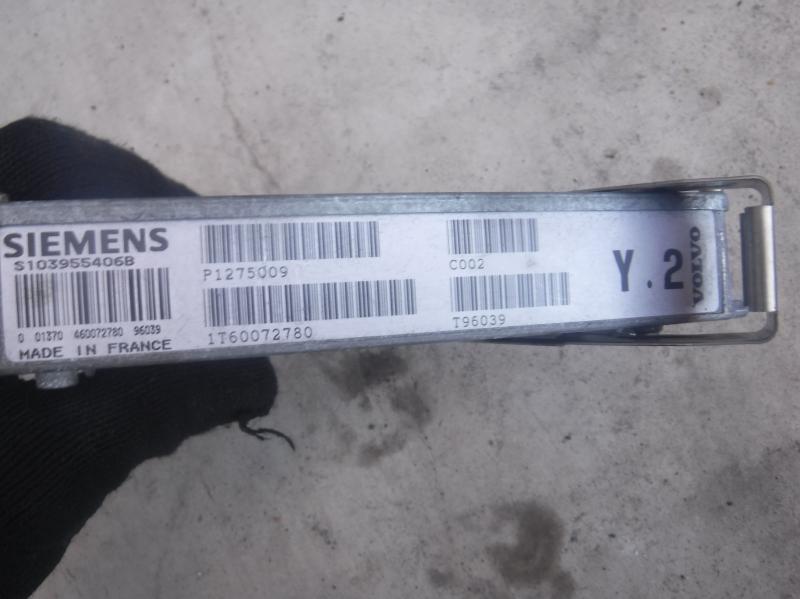 SIEMENS
S103955406B
0 01370 460072780 96039
MADE IN FRANCE
P1275009
1T60072780
C002
T96039
Y.2
VOLVO